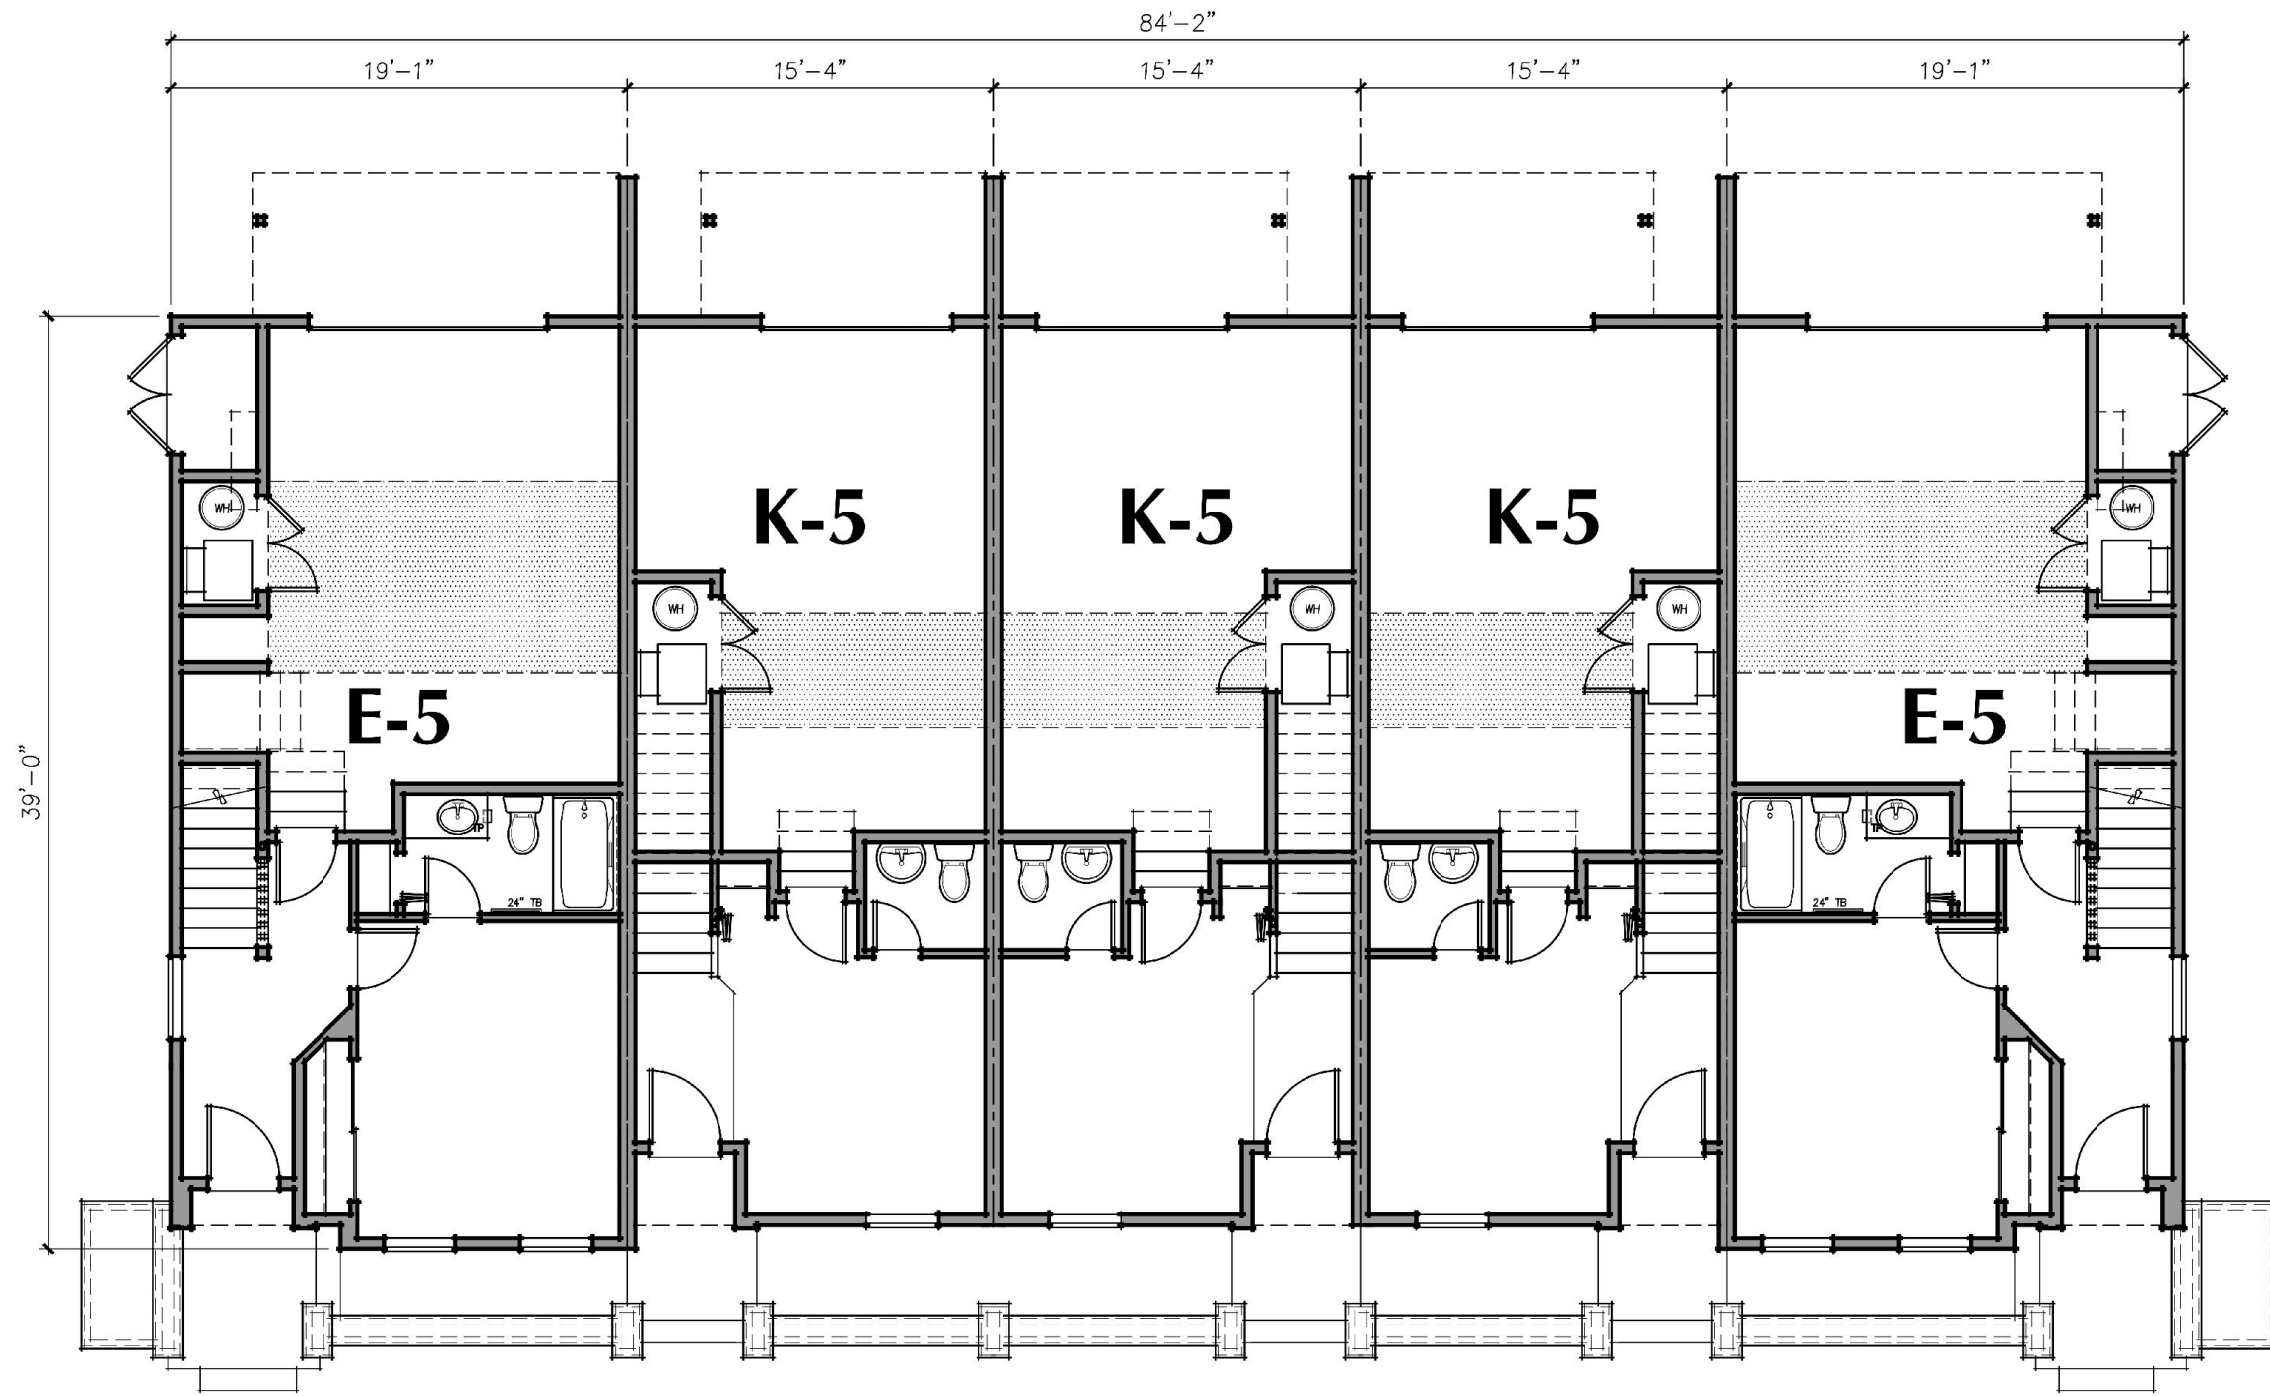 84'-2"
19'-1" 15'-4" 15'-4" 15'-4" 19'-1"
K-5 K-5 K-5
WH WH
WH WH WH
E-5 E-5
39'-0"
TP TP
24" TB 24" TB